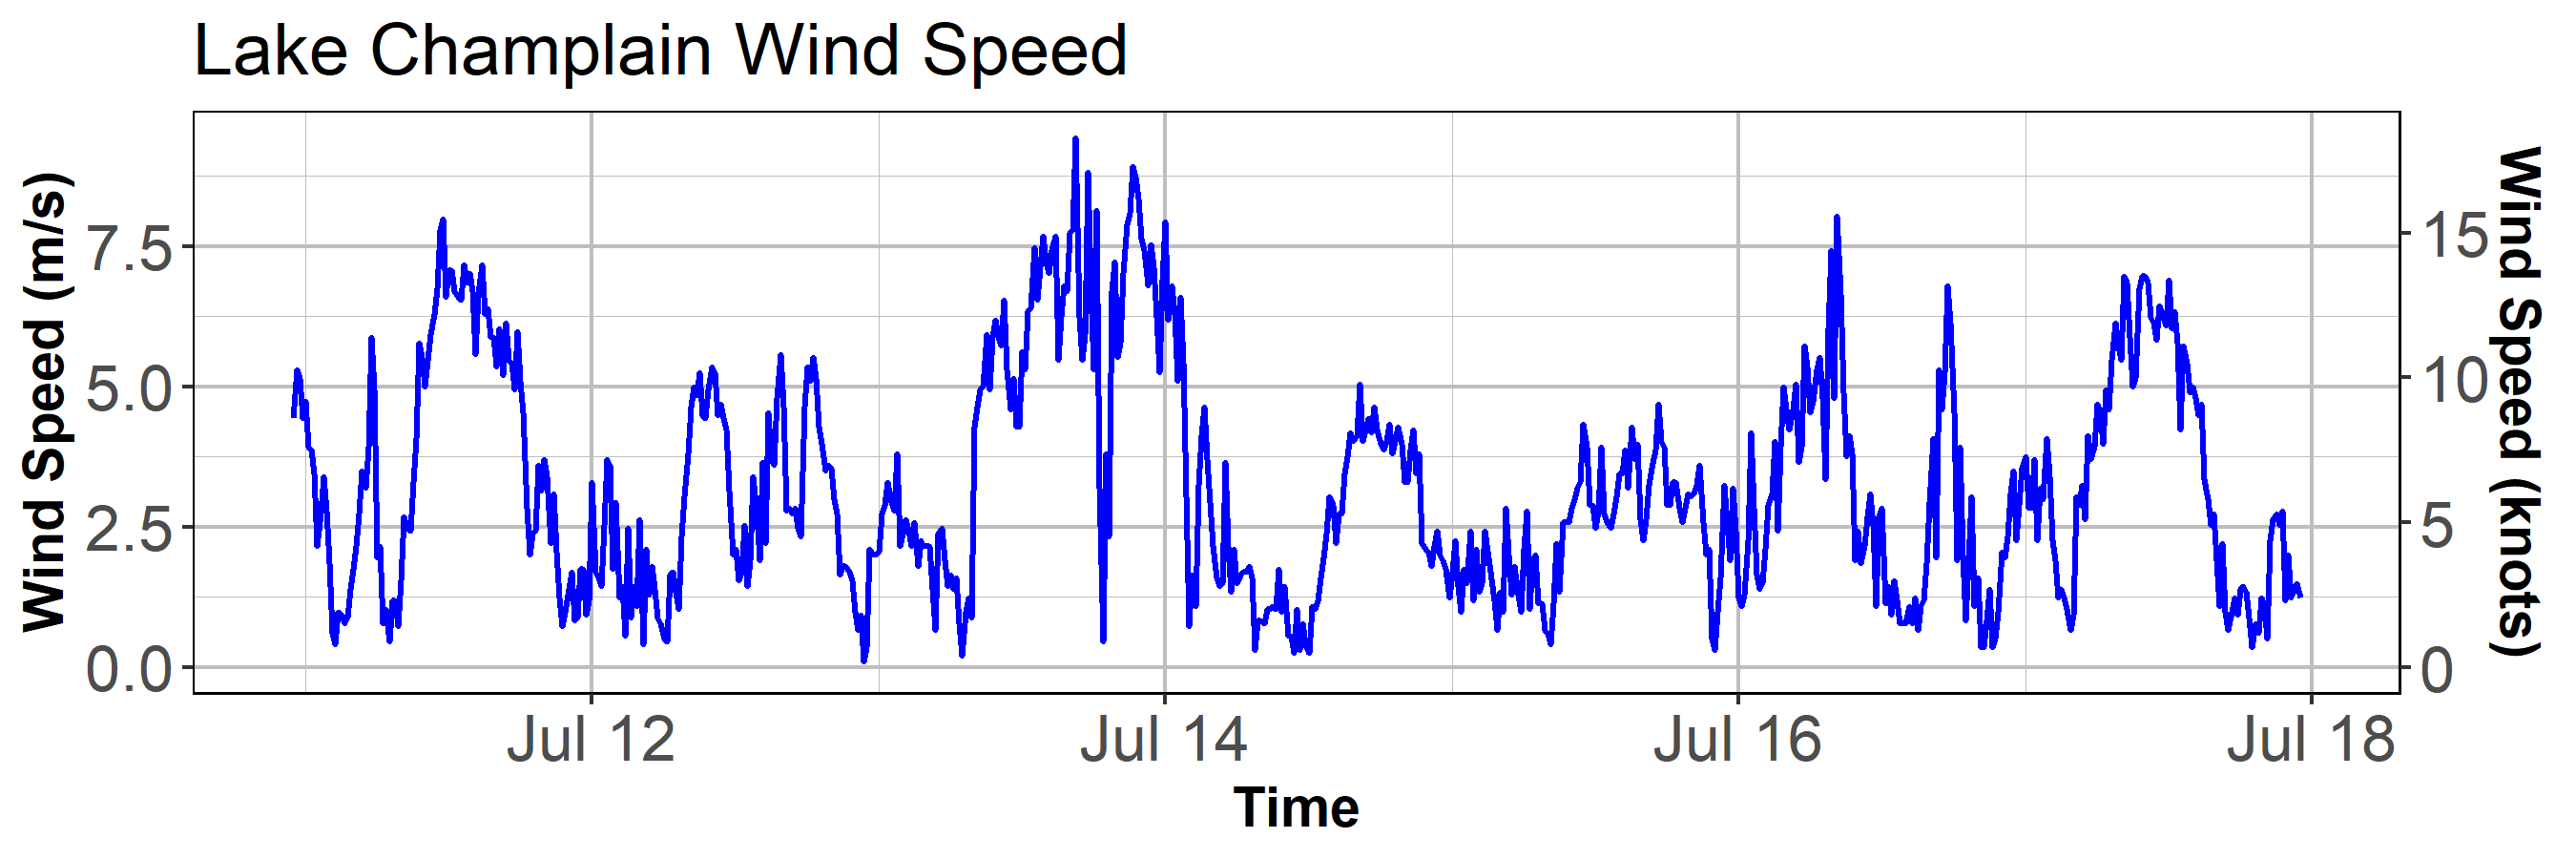 Lake Champlain Wind Speed
Wind Speed (m/s)
7.5
5.0
2.5
0.0
15
10
5
0
Wind Speed (knots)
Jul 12
Jul 14
Jul 16
Jul 18
Time